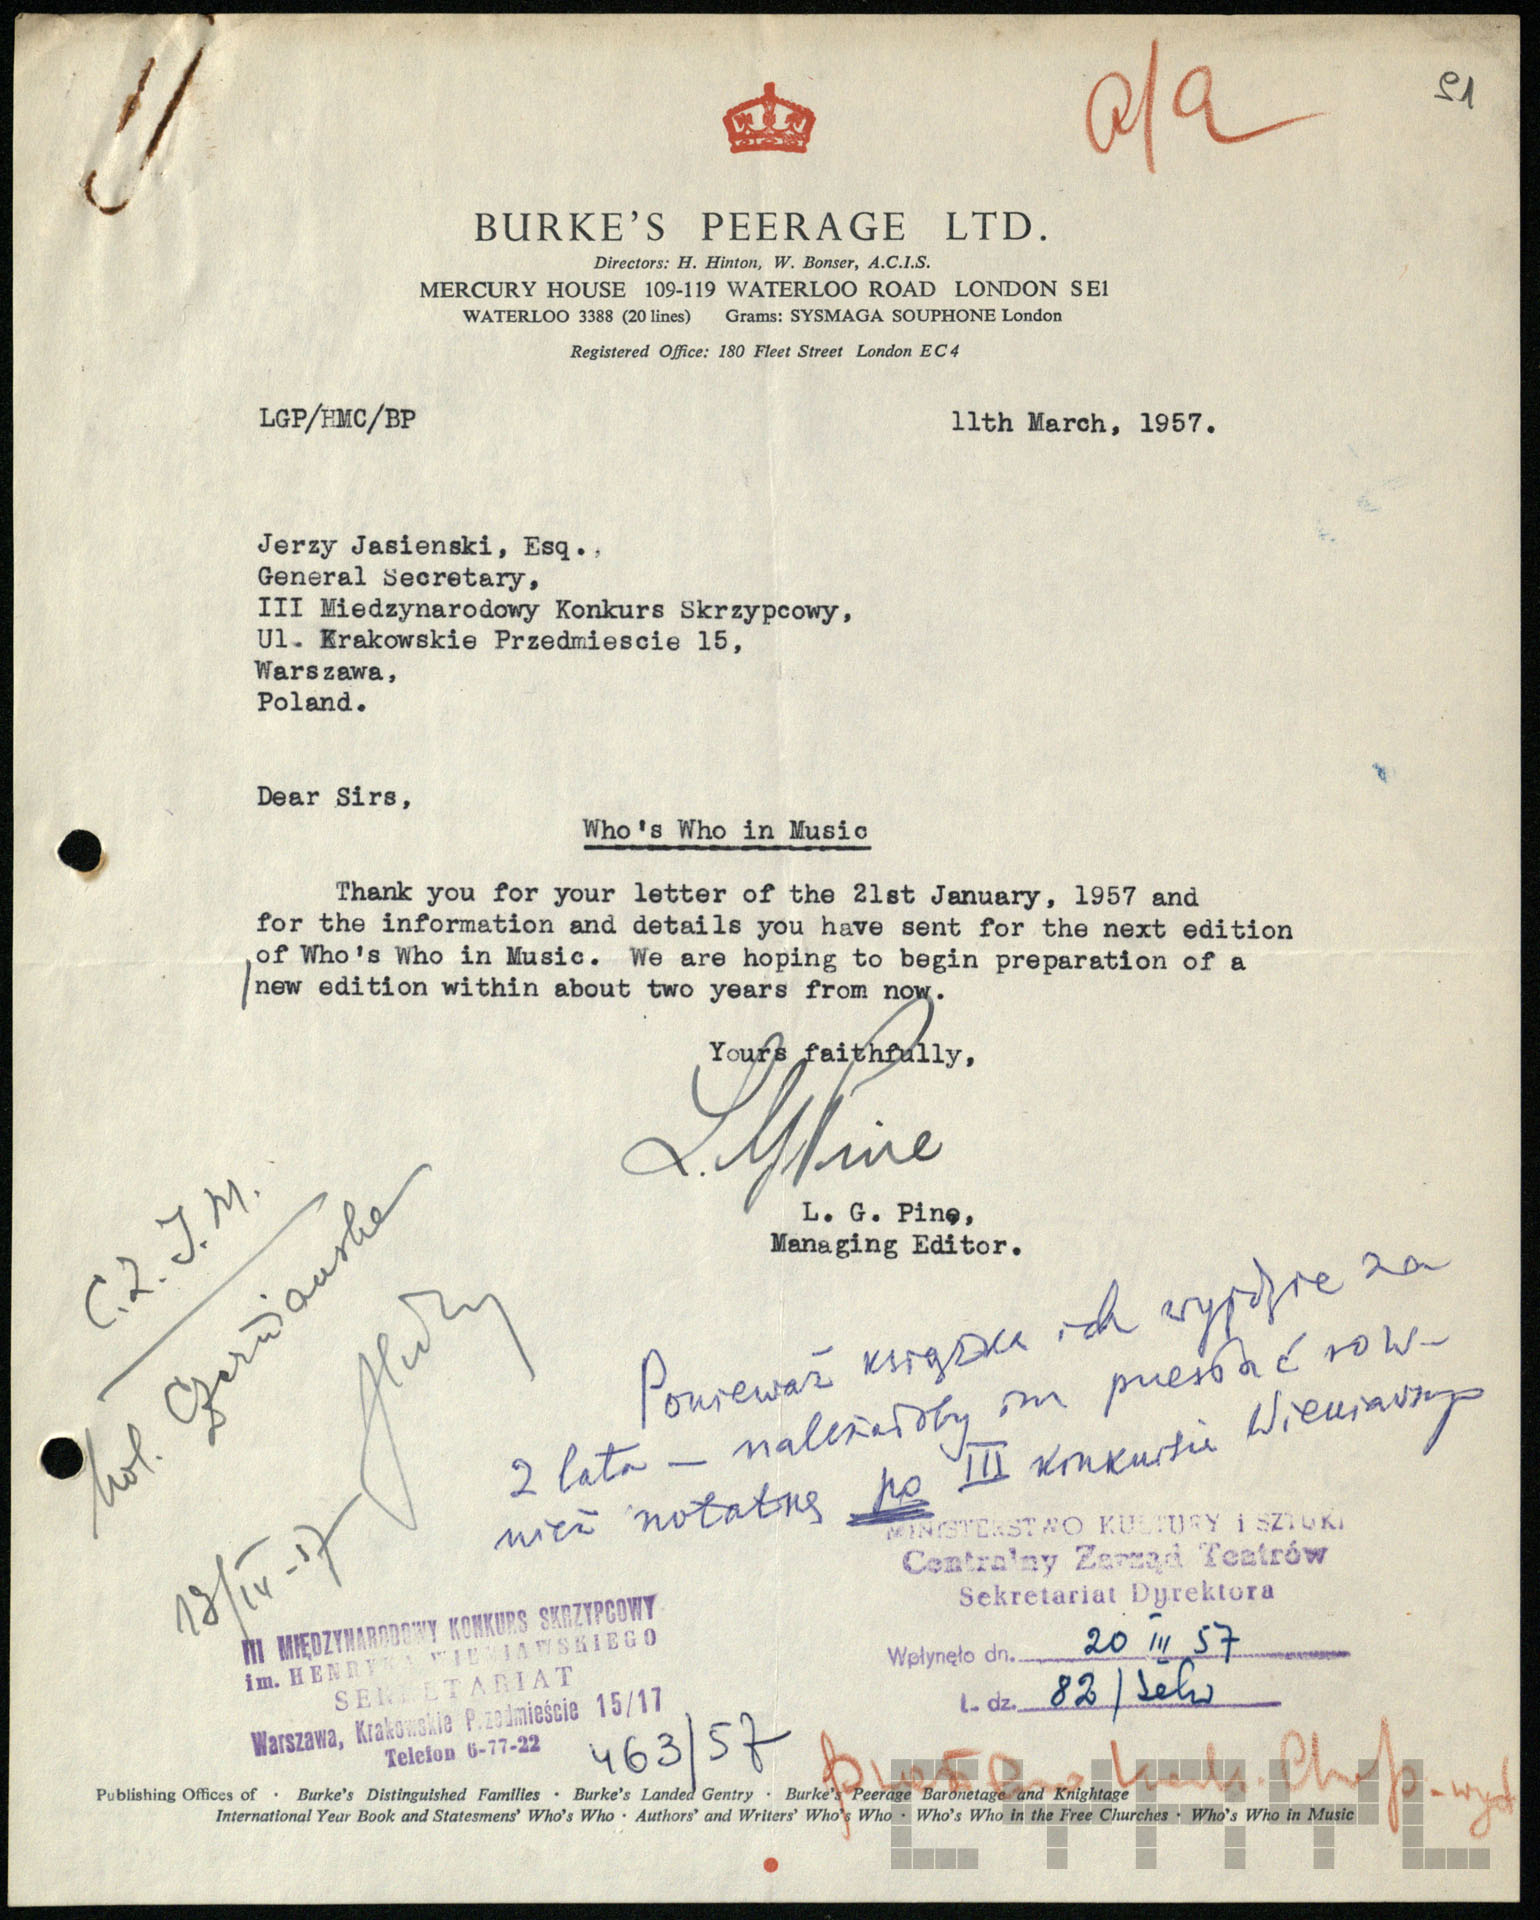 a/a
91
BURKE'S PEERAGE LTD.
Directors: H. Hinton, W. Bonser, A.C.I.S.
MERCURY HOUSE 109-119 WATERLOO ROAD LONDON SE1
WATERLOO 3388 (20 lines) Grams: SYSMAGA SOUPHONE London
Registered Office: 180 Fleet Street London EC4
LGP/HMC/BP
11th March, 1957.
Jerzy Jasienski, Esq.,
General Secretary,
III Miedzynarodowy Konkurs Skrzypcowy,
Ul. Krakowskie Przedmiescie 15,
Warszawa,
Poland.
Dear Sirs,
Who's Who in Music
Thank you for your letter of the 21st January, 1957 and
for the information and details you have sent for the next edition
of Who's Who in Music. We are hoping to begin preparation of a
new edition within about two years from now.
Yours faithfully,
L. G. Pine
L. G. Pine,
Managing Editor.
C.Z.I.M.
kol.
Ponieważ książka ich wyjdzie za
2 lata – należałoby im przesłać rów-
nież notatkę po III konkursie Wieniawskiego
MINISTERSTWO KULTURY i SZTUKI
Centralny Zarząd Teatrów
Sekretariat Dyrektora
Wpłynęło dn. 20 III 57
L. dz. 82/Sekr
III MIĘDZYNARODOWY KONKURS SKRZYPCOWY
im. HENRYKA WIENIAWSKIEGO
SEKRETARIAT
Warszawa, Krakowskie Przedmieście 15/17
Telefon 6-77-22
463/57
Publishing Offices of · Burke's Distinguished Families · Burke's Landed Gentry · Burke's Peerage Baronetage and Knightage
International Year Book and Statesmens' Who's Who · Authors' and Writers' Who's Who · Who's Who in the Free Churches · Who's Who in Music